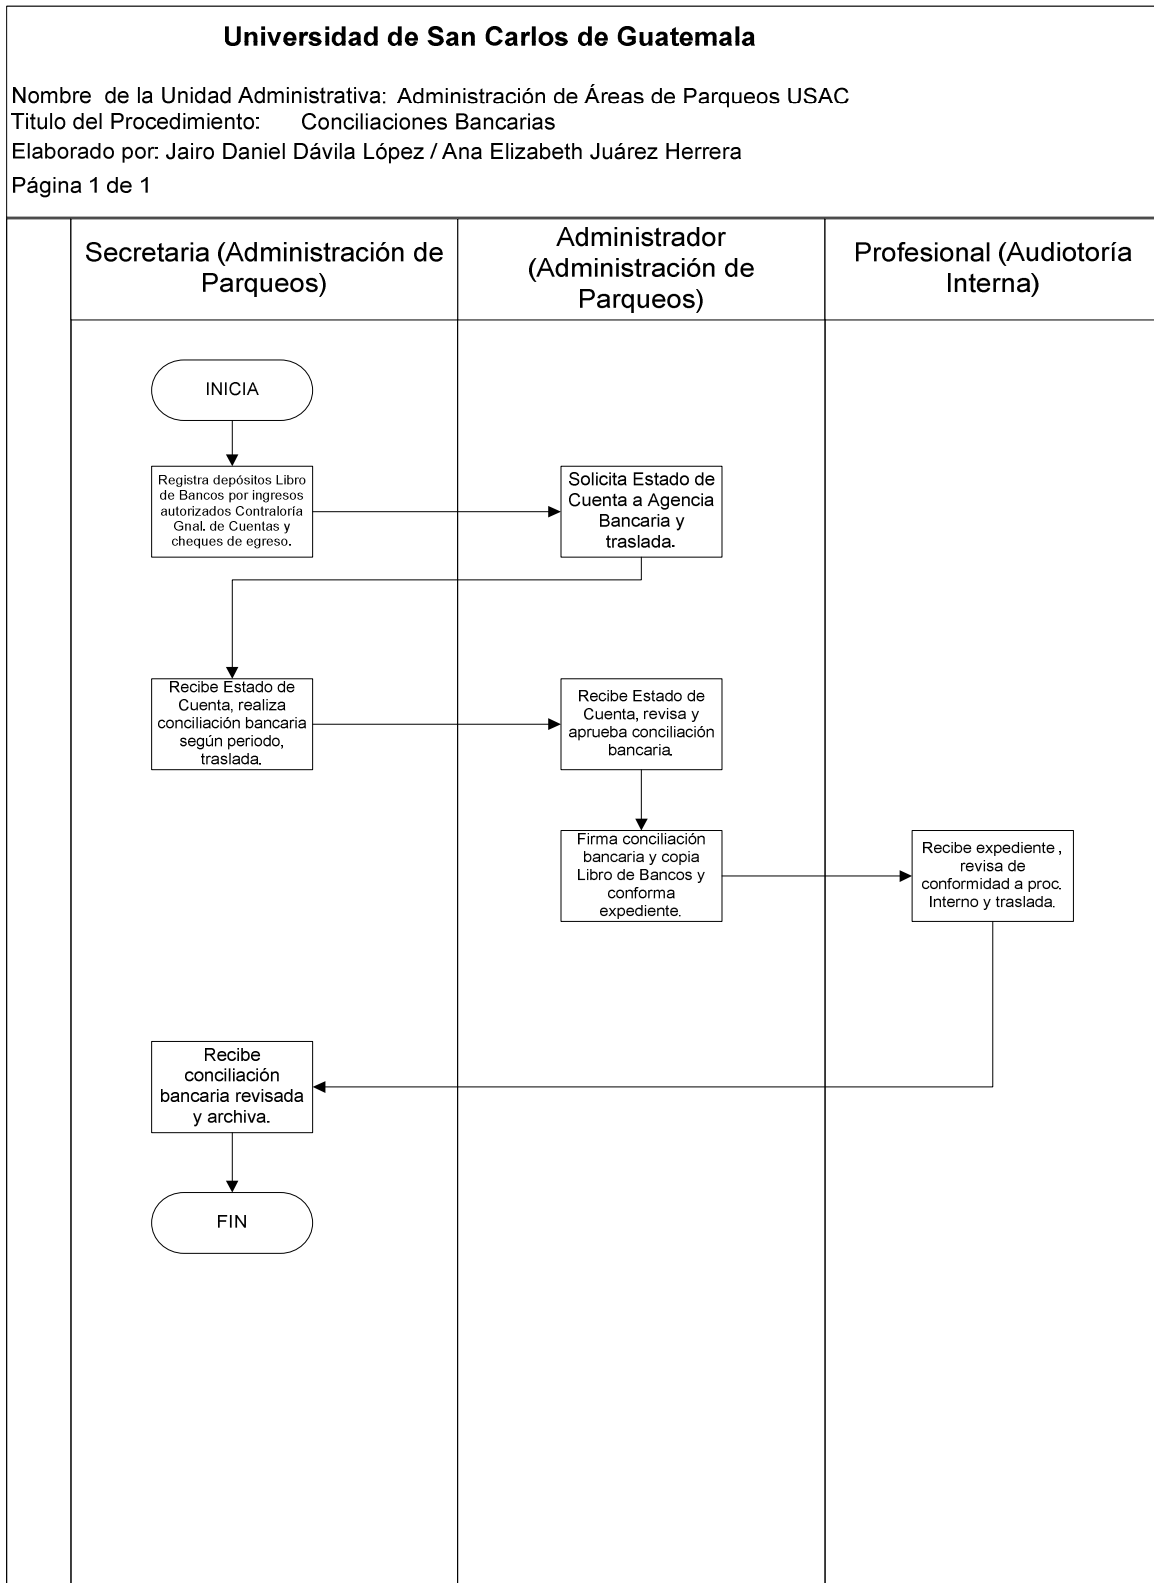 Universidad de San Carlos de Guatemala
Nombre de la Unidad Administrativa: Administración de Áreas de Parqueos USAC
Titulo del Procedimiento: Conciliaciones Bancarias
Elaborado por: Jairo Daniel Dávila López / Ana Elizabeth Juárez Herrera
Página 1 de 1
Secretaria (Administración de
Parqueos)
Administrador
(Administración de
Parqueos)
Profesional (Audiotoría
Interna)
INICIA
Registra depósitos Libro
de Bancos por ingresos
autorizados Contraloría
Gnal. de Cuentas y
cheques de egreso.
Solicita Estado de
Cuenta a Agencia
Bancaria y
traslada.
Recibe Estado de
Cuenta, realiza
conciliación bancaria
según periodo,
traslada.
Recibe Estado de
Cuenta, revisa y
aprueba conciliación
bancaria.
Firma conciliación
bancaria y copia
Libro de Bancos y
conforma
expediente.
Recibe expediente ,
revisa de
conformidad a proc.
Interno y traslada.
Recibe
conciliación
bancaria revisada
y archiva.
FIN